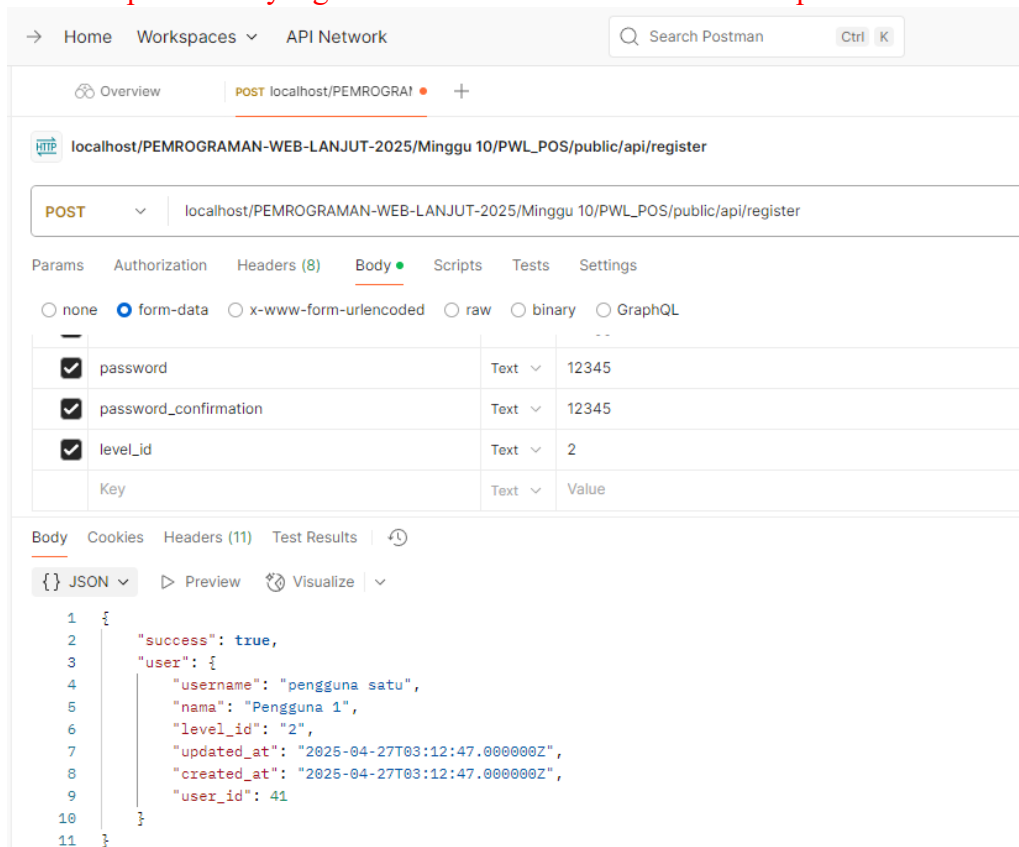 Home Workspaces API Network Search Postman Ctrl K
Overview POST localhost/PEMROGRAM
HTTP localhost/PEMROGRAMAN-WEB-LANJUT-2025/Minggu 10/PWL_POS/public/api/register
POST localhost/PEMROGRAMAN-WEB-LANJUT-2025/Minggu 10/PWL_POS/public/api/register
Params Authorization Headers (8) Body Scripts Tests Settings
none form-data x-www-form-urlencoded raw binary GraphQL
password Text 12345
password_confirmation Text 12345
level_id Text 2
Key Text Value
Body Cookies Headers (11) Test Results
{} JSON Preview Visualize
1 {
2 "success": true,
3 "user": {
4 "username": "pengguna satu",
5 "nama": "Pengguna 1",
6 "level_id": "2",
7 "updated_at": "2025-04-27T03:12:47.000000Z",
8 "created_at": "2025-04-27T03:12:47.000000Z",
9 "user_id": 41
10 }
11 }